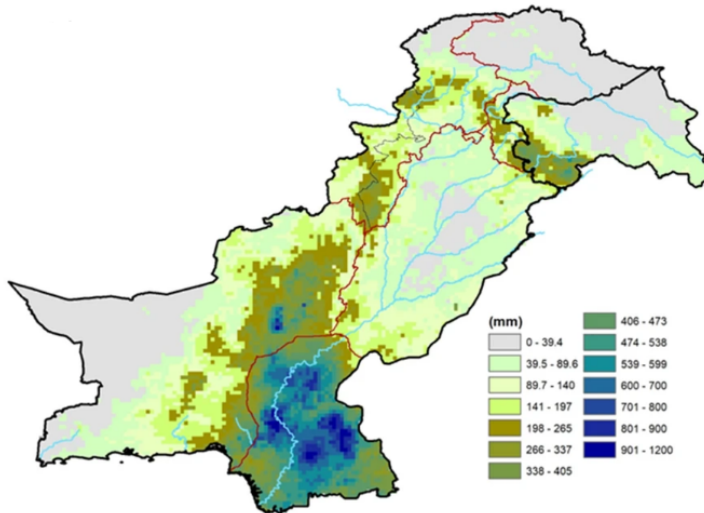 (mm)
0 - 39.4
39.5 - 89.6
89.7 - 140
141 - 197
198 - 265
266 - 337
338 - 405
406 - 473
474 - 538
539 - 599
600 - 700
701 - 800
801 - 900
901 - 1200